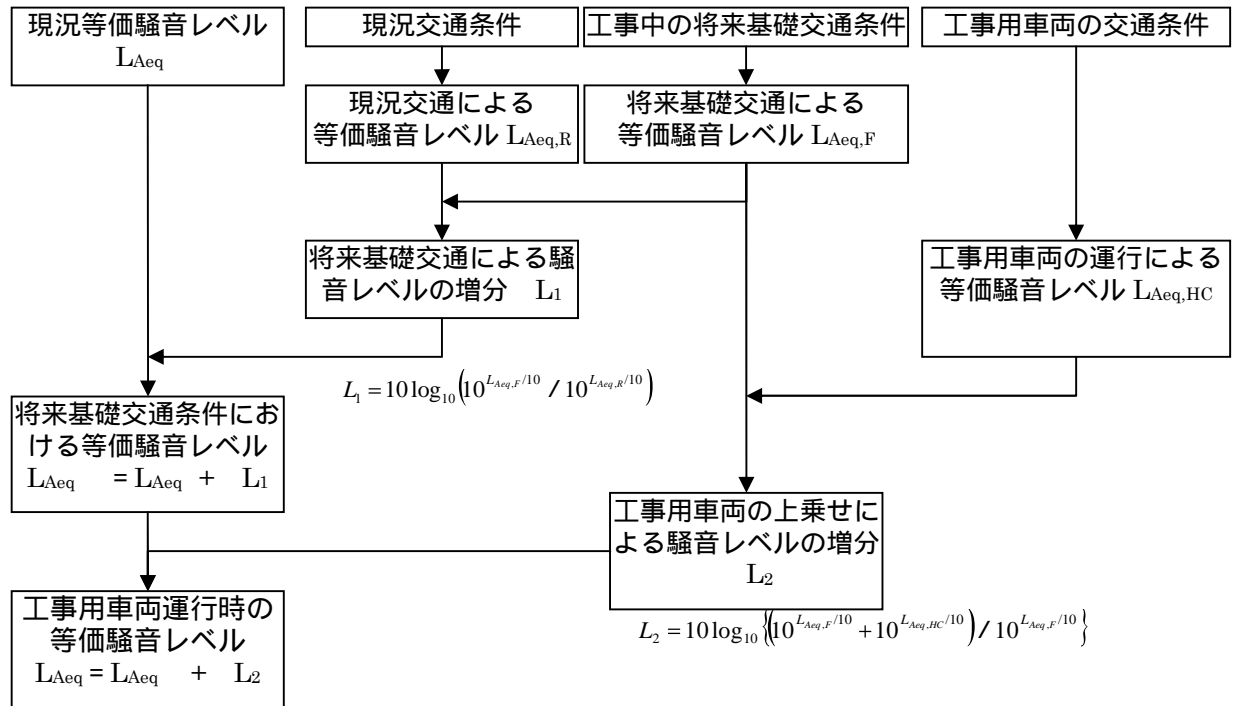 現況等価騒音レベル
LAeq
現況交通条件
工事中の将来基礎交通条件
工事用車両の交通条件
現況交通による
等価騒音レベル LAeq,R
将来基礎交通による
等価騒音レベル LAeq,F
将来基礎交通による騒
音レベルの増分 L1
工事用車両の運行による
等価騒音レベル LAeq,HC
L1 = 10 log10(10^{LAeq,F/10} / 10^{LAeq,R/10})
将来基礎交通条件にお
ける等価騒音レベル
LAeq = LAeq + L1
工事用車両の上乗せに
よる騒音レベルの増分
L2
L2 = 10 log10{(10^{LAeq,F/10} + 10^{LAeq,HC/10}) / 10^{LAeq,F/10}}
工事用車両運行時の
等価騒音レベル
LAeq = LAeq + L2